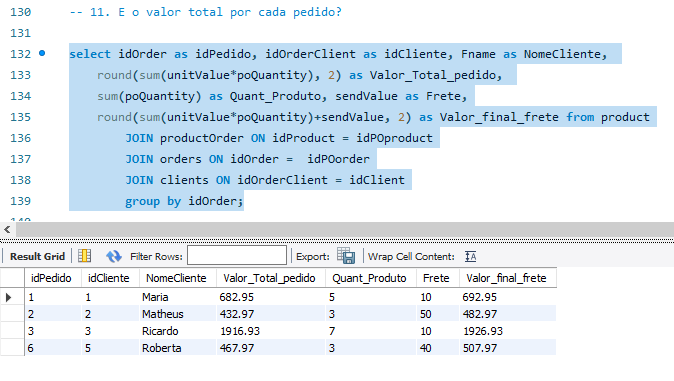 130 -- 11. E o valor total por cada pedido?
131
132 select idOrder as idPedido, idOrderClient as idCliente, Fname as NomeCliente,
133 round(sum(unitValue*poQuantity), 2) as Valor_Total_pedido,
134 sum(poQuantity) as Quant_Produto, sendValue as Frete,
135 round(sum(unitValue*poQuantity)+sendValue, 2) as Valor_final_frete from product
136 JOIN productOrder ON idProduct = idPOproduct
137 JOIN orders ON idOrder =  idPOorder
138 JOIN clients ON idOrderClient = idClient
139 group by idOrder;
Result Grid Filter Rows: Export: Wrap Cell Content:
idPedido idCliente NomeCliente Valor_Total_pedido Quant_Produto Frete Valor_final_frete
1 1 Maria 682.95 5 10 692.95
2 2 Matheus 432.97 3 50 482.97
3 3 Ricardo 1916.93 7 10 1926.93
6 5 Roberta 467.97 3 40 507.97